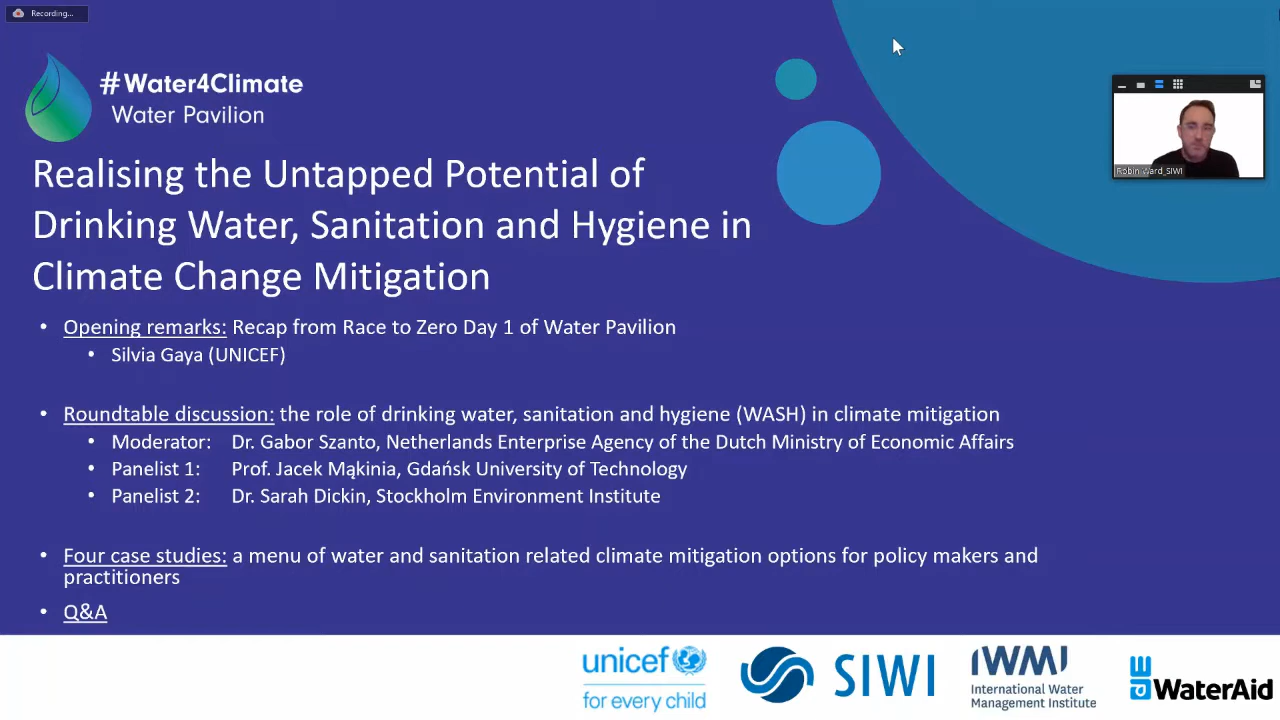 Recording...
#Water4Climate
Water Pavilion
Realising the Untapped Potential of
Drinking Water, Sanitation and Hygiene in
Climate Change Mitigation
• Opening remarks: Recap from Race to Zero Day 1 of Water Pavilion
• Silvia Gaya (UNICEF)
• Roundtable discussion: the role of drinking water, sanitation and hygiene (WASH) in climate mitigation
• Moderator: Dr. Gabor Szanto, Netherlands Enterprise Agency of the Dutch Ministry of Economic Affairs
• Panelist 1: Prof. Jacek Mąkinia, Gdańsk University of Technology
• Panelist 2: Dr. Sarah Dickin, Stockholm Environment Institute
• Four case studies: a menu of water and sanitation related climate mitigation options for policy makers and
practitioners
• Q&A
Robin Ward_SIWI
unicef
for every child
SIWI
IWMI
International Water
Management Institute
WaterAid